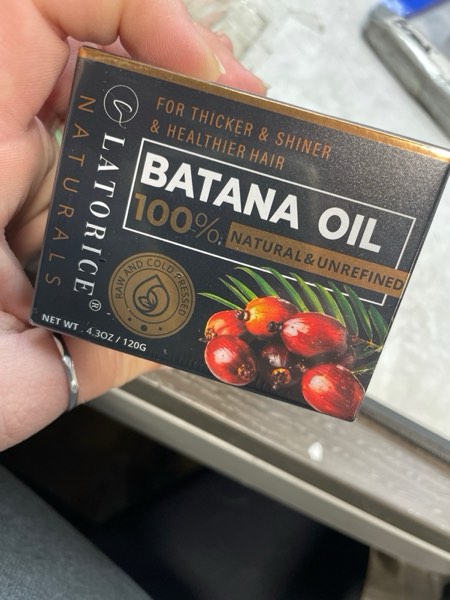 FOR THICKER & SHINER
& HEALTHIER HAIR
LATORICE®
NATURALS
BATANA OIL
100% NATURAL&UNREFINED
RAW AND COLD PRESSED
NET WT : 4.3OZ / 120G